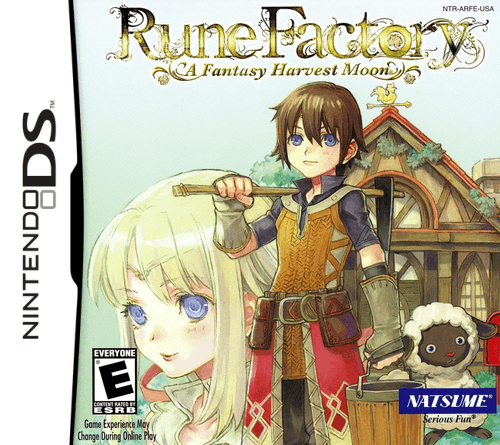 NTR-ARFE-USA
Rune Factory
A Fantasy Harvest Moon
NINTENDO DS™
EVERYONE
E
CONTENT RATED BY
ESRB
Game Experience May
Change During Online Play
NATSUME®
Serious Fun®